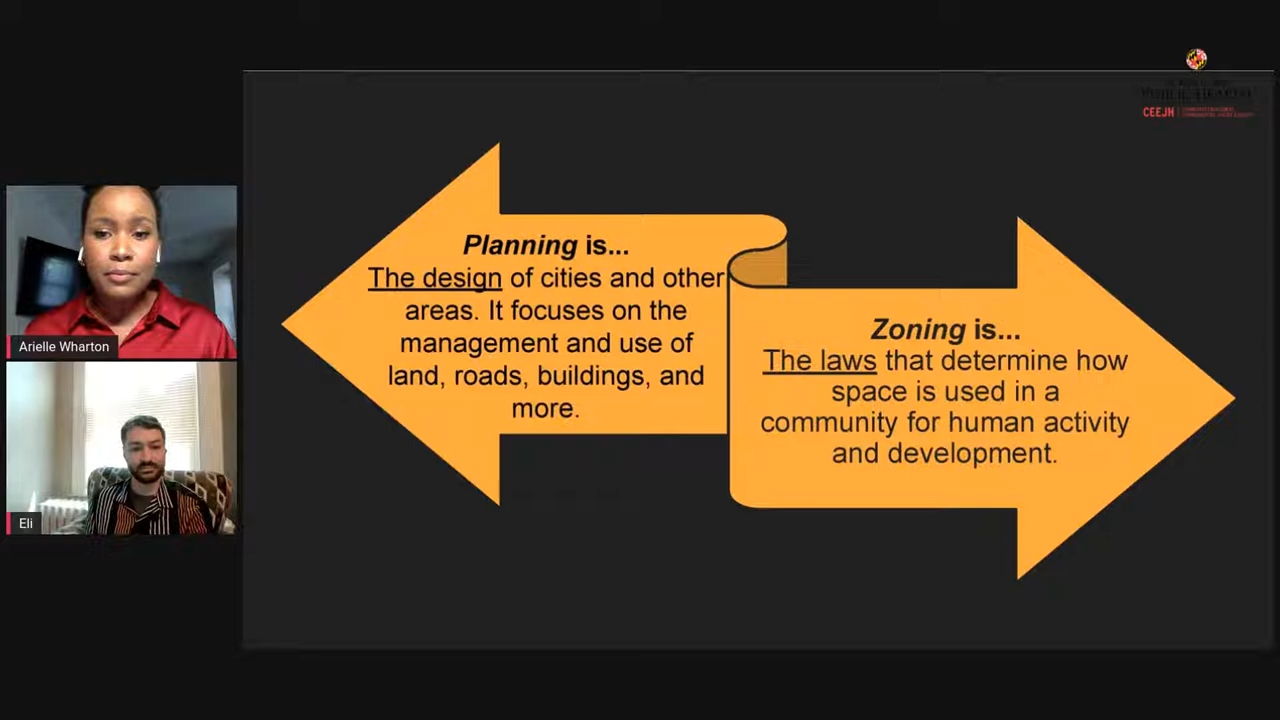 CEEJH
Planning is...
The design of cities and other
areas. It focuses on the
management and use of
land, roads, buildings, and
more.
Zoning is...
The laws that determine how
space is used in a
community for human activity
and development.
Arielle Wharton
Eli